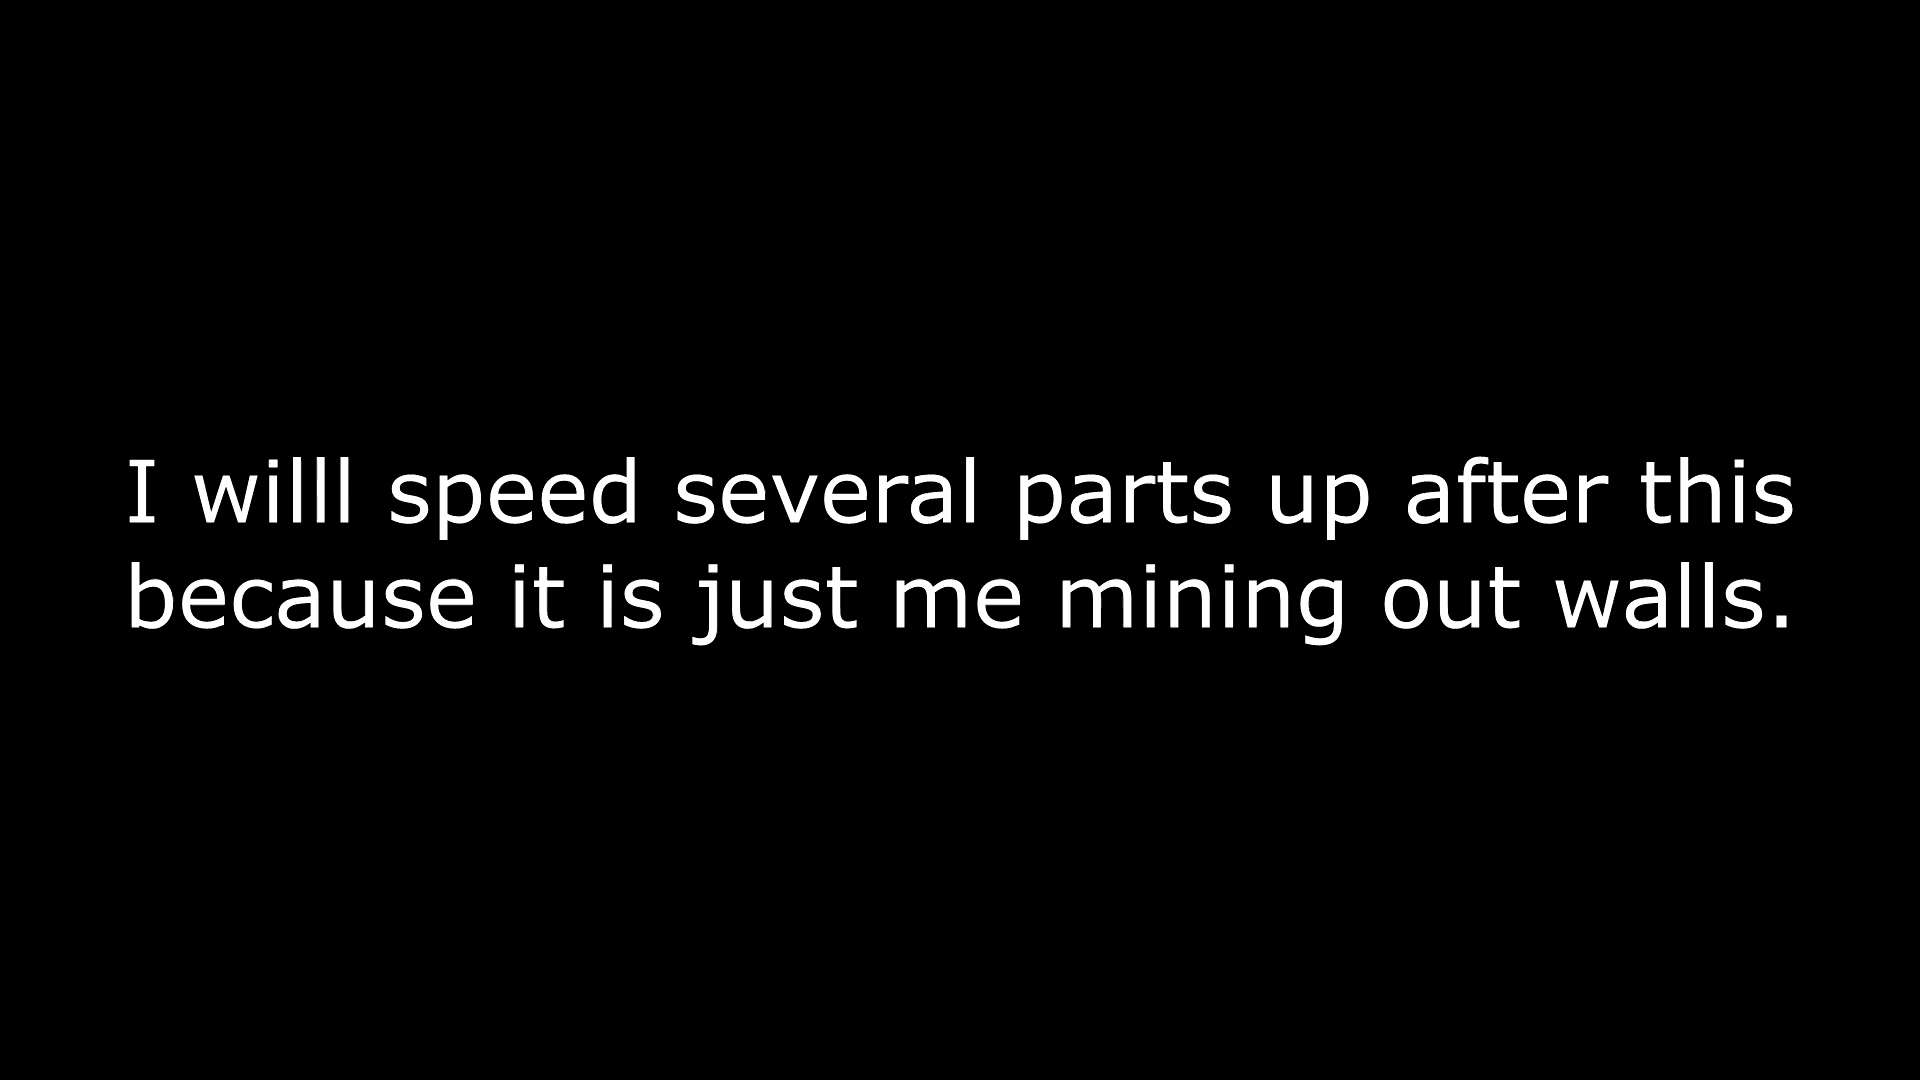 I willl speed several parts up after this
because it is just me mining out walls.